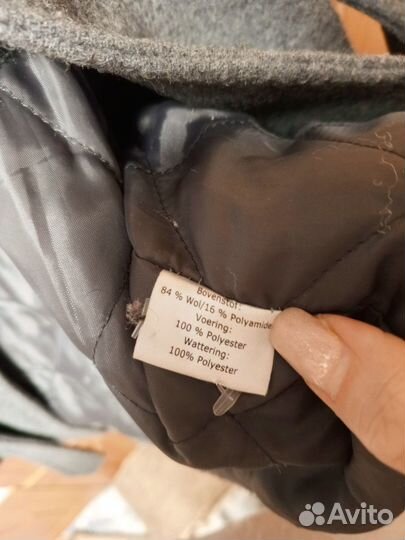 Bovenstof:
84 % Wol/16 % Polyamide
Voering:
100 % Polyester
Wattering:
100% Polyester
Avito